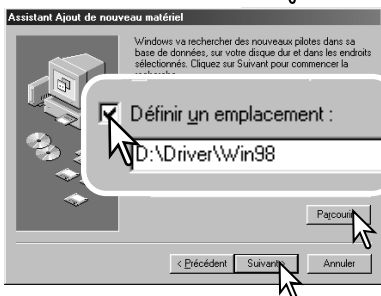 Assistant Ajout de nouveau matériel
Windows va rechercher des nouveaux pilotes dans sa
base de données, sur votre disque dur et dans les endroits
sélectionnés. Cliquez sur Suivant pour commencer la
Définir un emplacement :
D:\Driver\Win98
Parcourir
< Précédent
Suivant >
Annuler